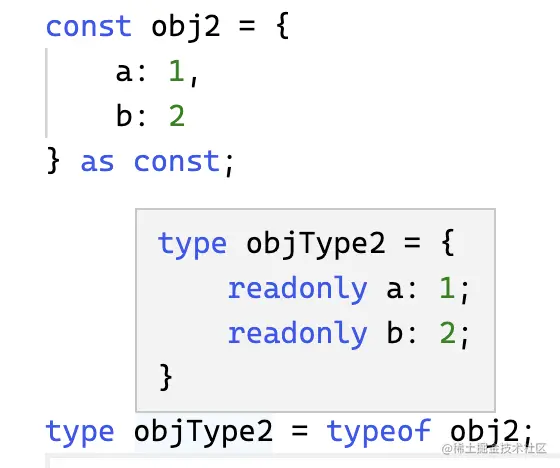 const obj2 = {
    a: 1,
    b: 2
} as const;
type objType2 = {
    readonly a: 1;
    readonly b: 2;
}
type objType2 = typeof obj2;
@稀土掘金技术社区